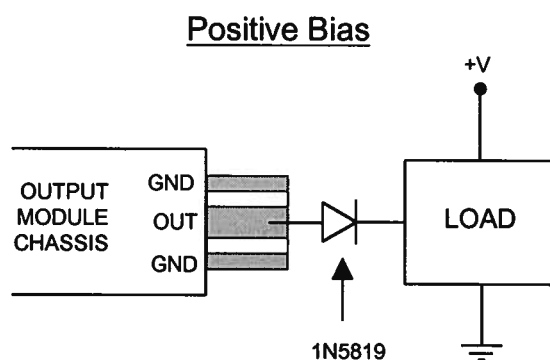 Positive Bias
+V
GND
OUTPUT
MODULE
CHASSIS
OUT
GND
LOAD
1N5819